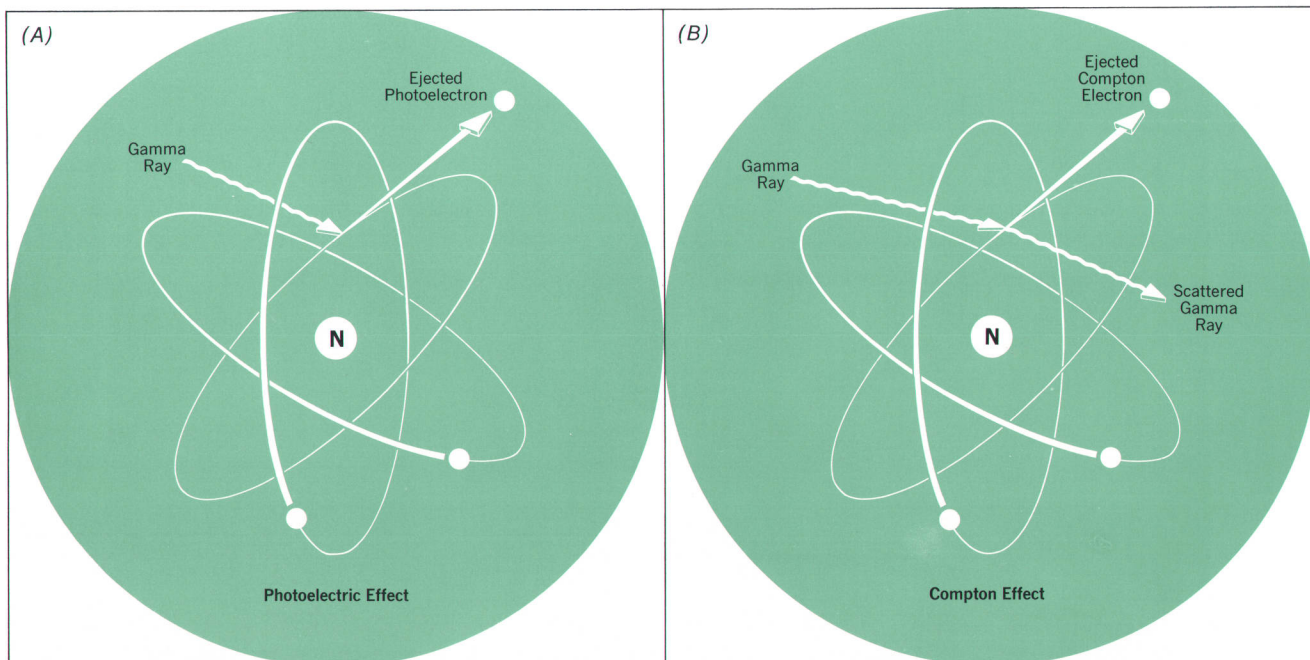 (A)
Ejected
Photoelectron
Gamma
Ray
N
Photoelectric Effect
(B)
Ejected
Compton
Electron
Gamma
Ray
Scattered
Gamma
Ray
N
Compton Effect